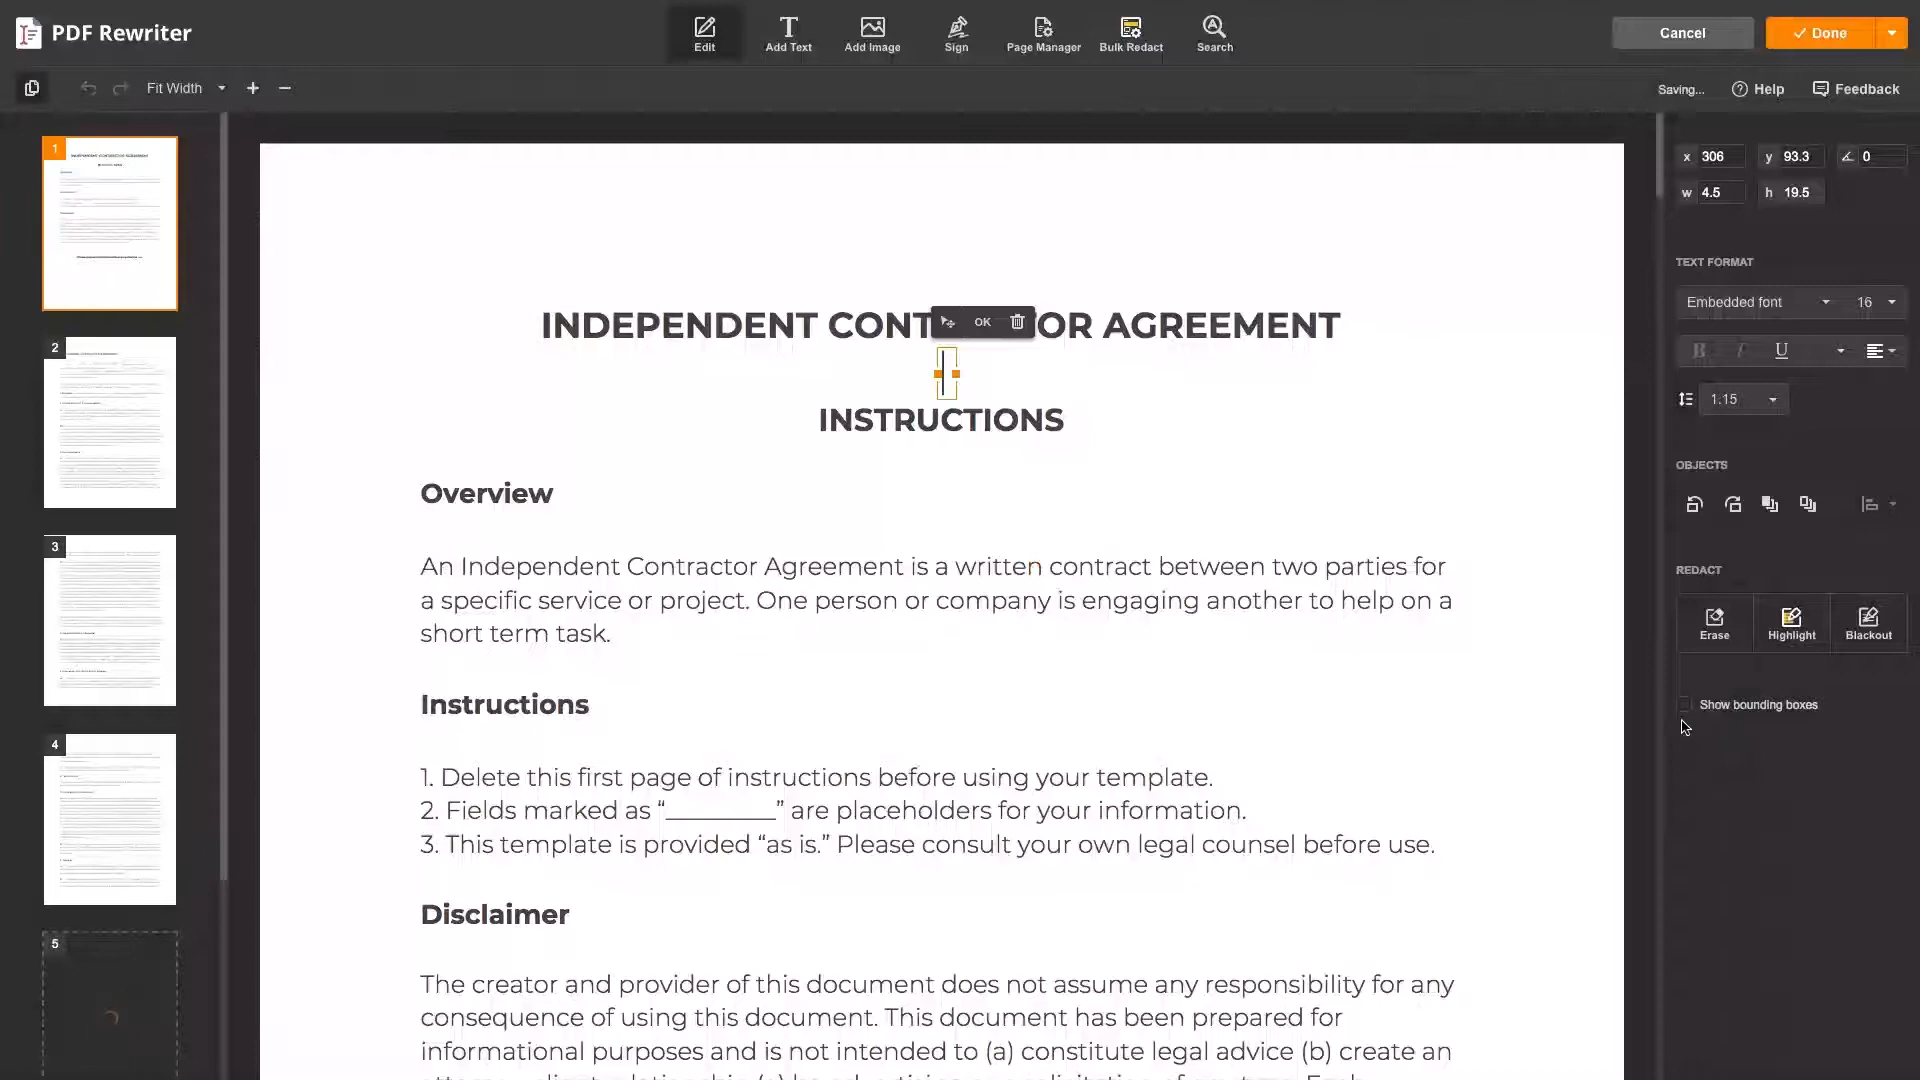 PDF Rewriter
Edit
Add Text
Add Image
Sign
Page Manager
Bulk Redact
Search
Cancel
Done
Fit Width
Saving...
Help
Feedback
1
2
3
4
5
INDEPENDENT CONT OR AGREEMENT
OK
INSTRUCTIONS
Overview
An Independent Contractor Agreement is a written contract between two parties for
a specific service or project. One person or company is engaging another to help on a
short term task.
Instructions
1. Delete this first page of instructions before using your template.
2. Fields marked as “_________” are placeholders for your information.
3. This template is provided “as is.” Please consult your own legal counsel before use.
Disclaimer
The creator and provider of this document does not assume any responsibility for any
consequence of using this document. This document has been prepared for
informational purposes and is not intended to (a) constitute legal advice (b) create an
x 306
y 93.3
0
w 4.5
h 19.5
TEXT FORMAT
Embedded font
16
B I U
1.15
OBJECTS
REDACT
Erase
Highlight
Blackout
Show bounding boxes